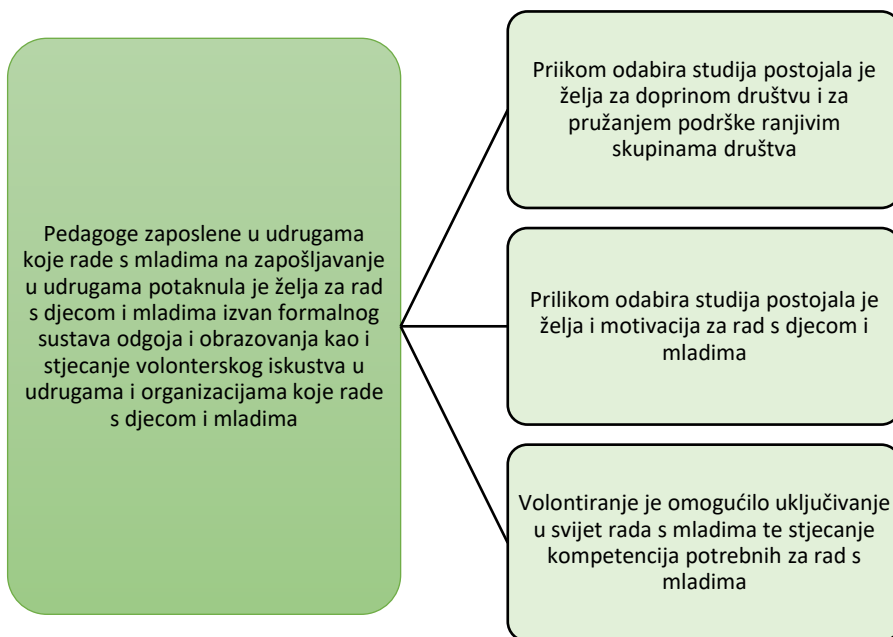 Pedagoge zaposlene u udrugama
koje rade s mladima na zapošljavanje
u udrugama potaknula je želja za rad
s djecom i mladima izvan formalnog
sustava odgoja i obrazovanja kao i
stjecanje volonterskog iskustva u
udrugama i organizacijama koje rade
s djecom i mladima
Priikom odabira studija postojala je
želja za doprinom društvu i za
pružanjem podrške ranjivim
skupinama društva
Prilikom odabira studija postojala je
želja i motivacija za rad s djecom i
mladima
Volontiranje je omogućilo uključivanje
u svijet rada s mladima te stjecanje
kompetencija potrebnih za rad s
mladima